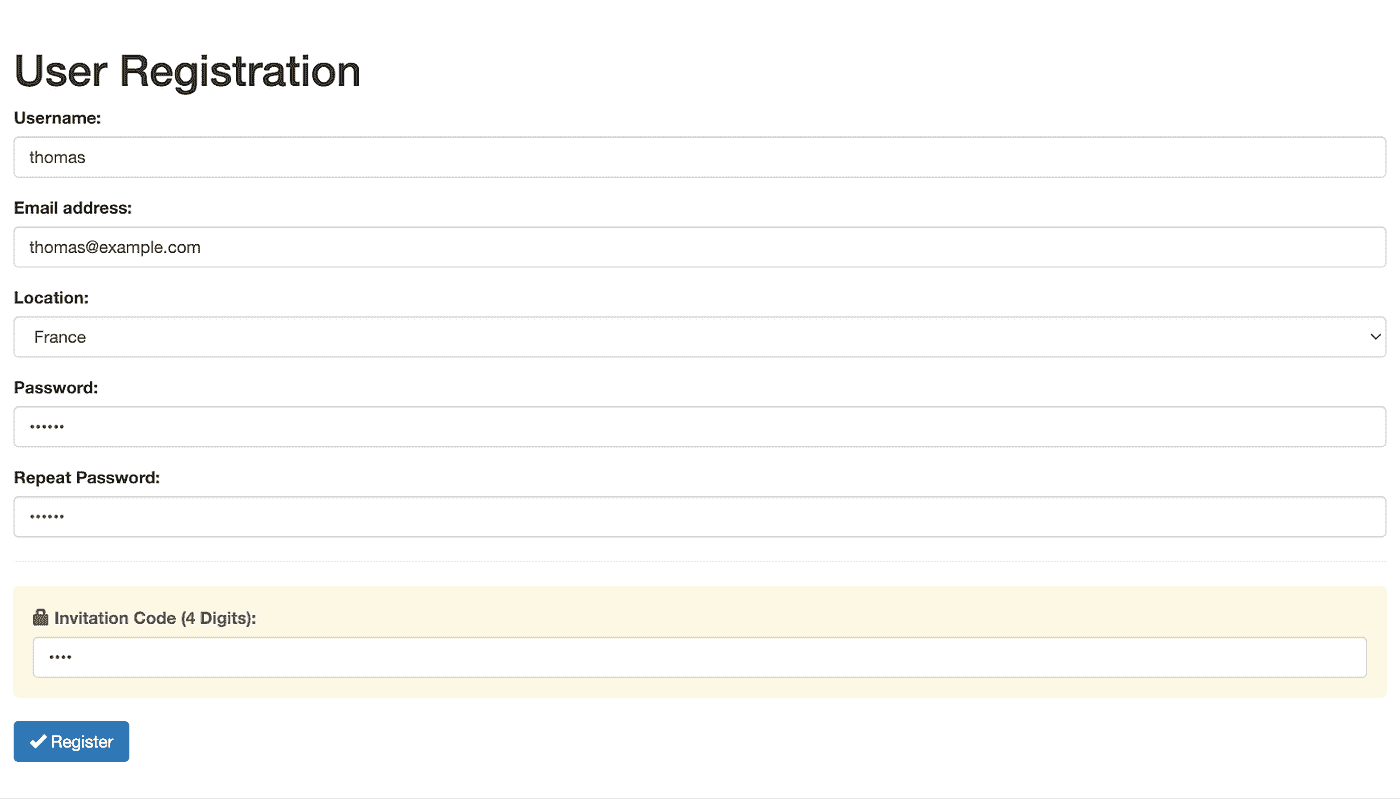 User Registration
Username:
thomas
Email address:
thomas@example.com
Location:
France
Password:
••••••
Repeat Password:
••••••
Invitation Code (4 Digits):
••••
Register